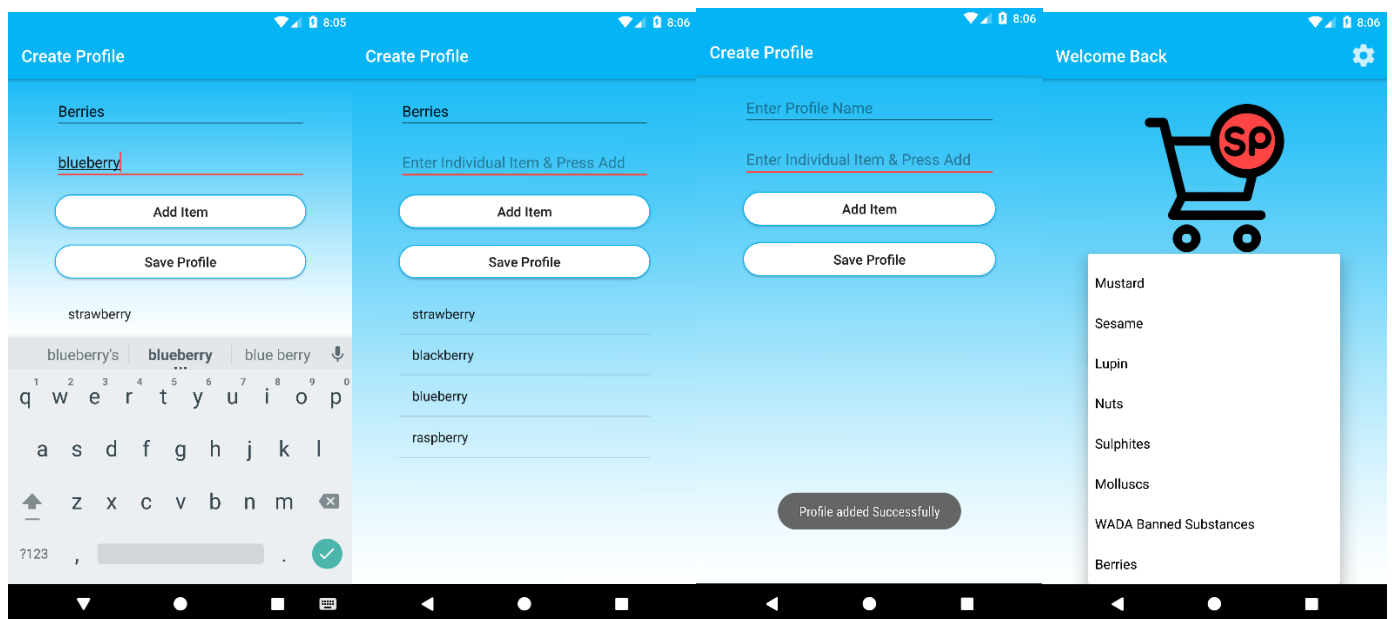 8:05
Create Profile
Berries
blueberry
Add Item
Save Profile
strawberry
blueberry's blueberry blue berry
1 2 3 4 5 6 7 8 9 0
q w e r t y u i o p
a s d f g h j k l
z x c v b n m
?123 , .
8:06
Create Profile
Berries
Enter Individual Item & Press Add
Add Item
Save Profile
strawberry
blackberry
blueberry
raspberry
8:06
Create Profile
Enter Profile Name
Enter Individual Item & Press Add
Add Item
Save Profile
Profile added Successfully
8:06
Welcome Back
SP
Mustard
Sesame
Lupin
Nuts
Sulphites
Molluscs
WADA Banned Substances
Berries